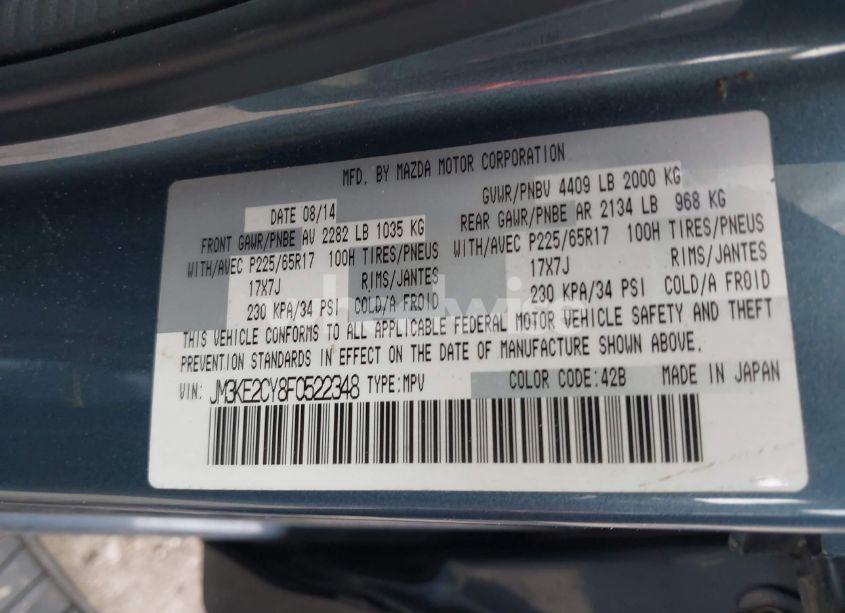 MFD. BY MAZDA MOTOR CORPORATION
DATE 08/14
GVWR/PNBV 4409 LB 2000 KG
FRONT GAWR/PNBE AV 2282 LB 1035 KG
REAR GAWR/PNBE AR 2134 LB 968 KG
WITH/AVEC P225/65R17 100H TIRES/PNEUS
WITH/AVEC P225/65R17 100H TIRES/PNEUS
17X7J RIMS/JANTES
17X7J RIMS/JANTES
230 KPA/34 PSI COLD/A FROID
230 KPA/34 PSI COLD/A FROID
THIS VEHICLE CONFORMS TO ALL APPLICABLE FEDERAL MOTOR VEHICLE SAFETY AND THEFT
PREVENTION STANDARDS IN EFFECT ON THE DATE OF MANUFACTURE SHOWN ABOVE.
VIN: JM3KE2CY8F0522348 TYPE:MPV COLOR CODE:42B MADE IN JAPAN